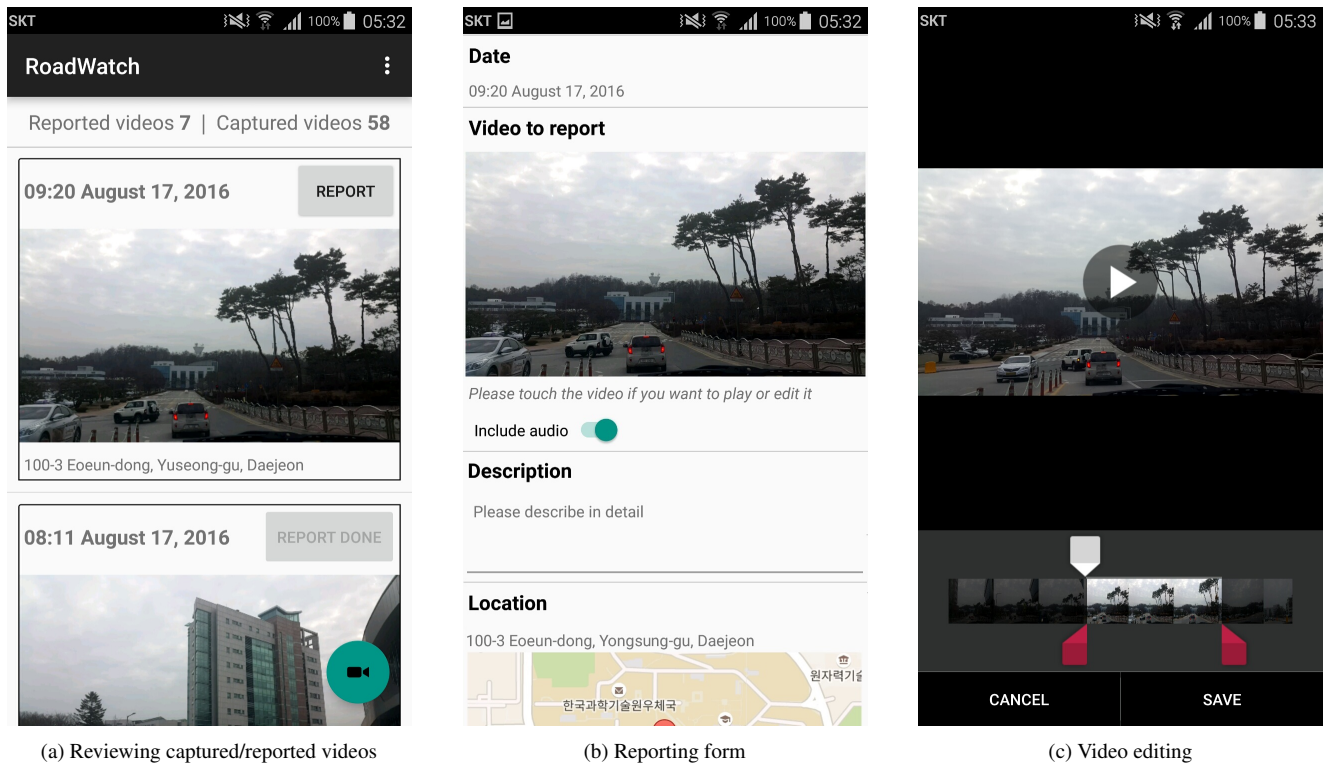 SKT 100% 05:32
RoadWatch
Reported videos 7 | Captured videos 58
09:20 August 17, 2016 REPORT
100-3 Eoeun-dong, Yuseong-gu, Daejeon
08:11 August 17, 2016 REPORT DONE
(a) Reviewing captured/reported videos
SKT 100% 05:32
Date
09:20 August 17, 2016
Video to report
Please touch the video if you want to play or edit it
Include audio
Description
Please describe in detail
Location
100-3 Eoeun-dong, Yongsung-gu, Daejeon
원자력기술
한국과학기술원우체국
(b) Reporting form
SKT 100% 05:33
CANCEL SAVE
(c) Video editing